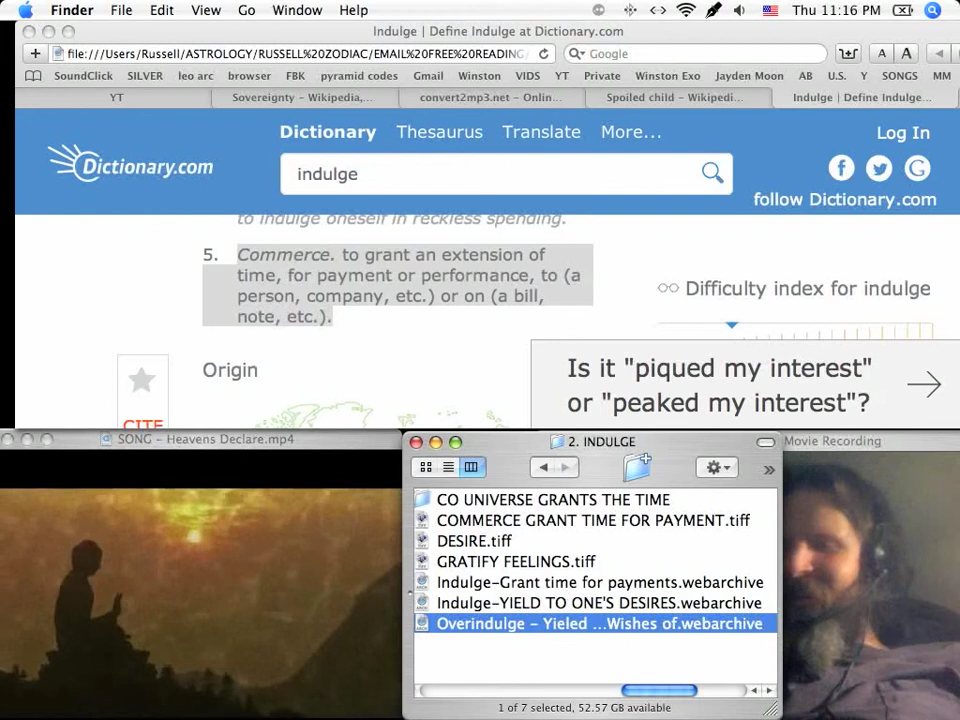 Finder File Edit View Go Window Help Thu 11:16 PM
Indulge | Define Indulge at Dictionary.com
file:///Users/Russell/ASTROLOGY/RUSSELL%20ZODIAC/EMAIL%20FREE%20READING/
Google
A A
SoundClick SILVER leo arc browser FBK pyramid codes Gmail Winston VIDS YT Private Winston Exo Jayden Moon AB U.S. Y SONGS MM
YT Sovereignty - Wikipedia,... convert2mp3.net - Onlin... Spoiled child - Wikipedi... Indulge | Define Indulge...
Dictionary Thesaurus Translate More... Log In
Dictionary.com
indulge
follow Dictionary.com
to indulge oneself in reckless spending.
5. Commerce. to grant an extension of
time, for payment or performance, to (a
person, company, etc.) or on (a bill,
note, etc.).
Difficulty index for indulge
Origin
CITE
Is it "piqued my interest"
or "peaked my interest"?
SONG - Heavens Declare.mp4
2. INDULGE
Movie Recording
CO UNIVERSE GRANTS THE TIME
COMMERCE GRANT TIME FOR PAYMENT.tiff
DESIRE.tiff
GRATIFY FEELINGS.tiff
Indulge-Grant time for payments.webarchive
Indulge-YIELD TO ONE'S DESIRES.webarchive
Overindulge - Yieled ...Wishes of.webarchive
1 of 7 selected, 52.57 GB available